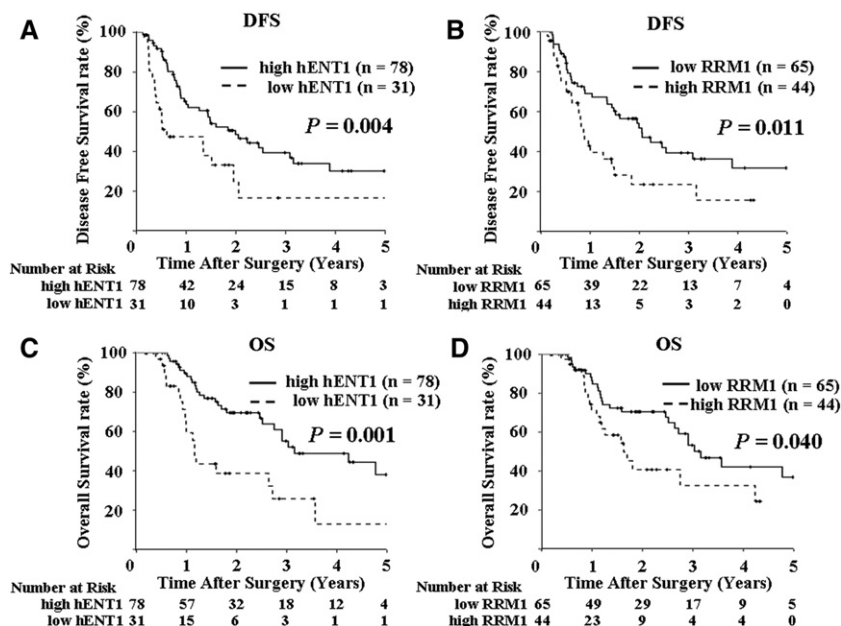 A
DFS
Disease Free Survival rate (%)
100
80
60
40
20
high hENT1 (n = 78)
low hENT1 (n = 31)
P = 0.004
1 2 3 4 5
Time After Surgery (Years)
Number at Risk
high hENT1 78 42 24 15 8 3
low hENT1 31 10 3 1 1 1
B
DFS
Disease Free Survival rate (%)
100
80
60
40
20
low RRM1 (n = 65)
high RRM1 (n = 44)
P = 0.011
0 1 2 3 4 5
Time After Surgery (Years)
Number at Risk
low RRM1 65 39 22 13 7 4
high RRM1 44 13 5 3 2 0
C
OS
Overall Survival rate (%)
100
80
60
40
20
high hENT1 (n = 78)
low hENT1 (n = 31)
P = 0.001
0 1 2 3 4 5
Time After Surgery (Years)
Number at Risk
high hENT1 78 57 32 18 12 4
low hENT1 31 15 6 3 1 1
D
OS
Overall Survival rate (%)
100
80
60
40
20
low RRM1 (n = 65)
high RRM1 (n = 44)
P = 0.040
0 1 2 3 4 5
Time After Surgery (Years)
Number at Risk
low RRM1 65 49 29 17 9 5
high RRM1 44 23 9 4 4 0